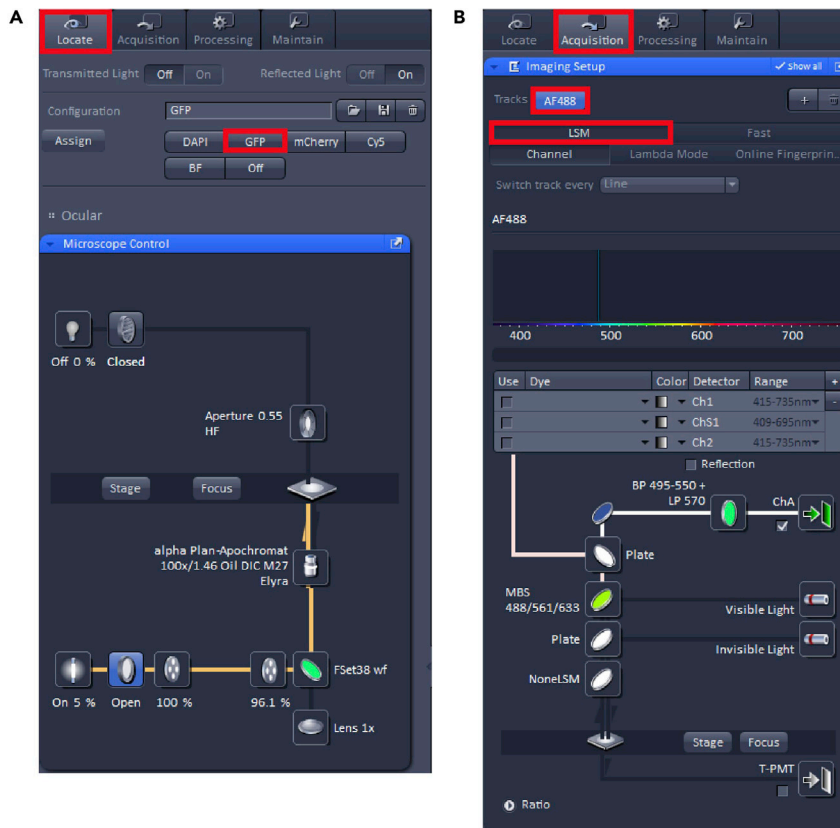 A
Locate Acquisition Processing Maintain
Transmitted Light Off On Reflected Light Off On
Configuration GFP
Assign DAPI GFP mCherry Cy5
BF Off
Ocular
Microscope Control
Off 0 % Closed
Aperture 0.55
HF
Stage Focus
alpha Plan-Apochromat
100x/1.46 Oil DIC M27
Elyra
FSet38 wf
On 5 % Open 100 % 96.1 %
Lens 1x
B
Locate Acquisition Processing Maintain
Imaging Setup Show all
Tracks AF488
LSM Fast
Channel Lambda Mode Online Fingerprin...
Switch track every Line
AF488
400 500 600 700
Use Dye Color Detector Range
Ch1 415-735nm
ChS1 409-695nm
Ch2 415-735nm
Reflection
BP 495-550 +
LP 570 ChA
Plate
MBS
488/561/633 Visible Light
Plate Invisible Light
NoneLSM
Stage Focus
T-PMT
Ratio